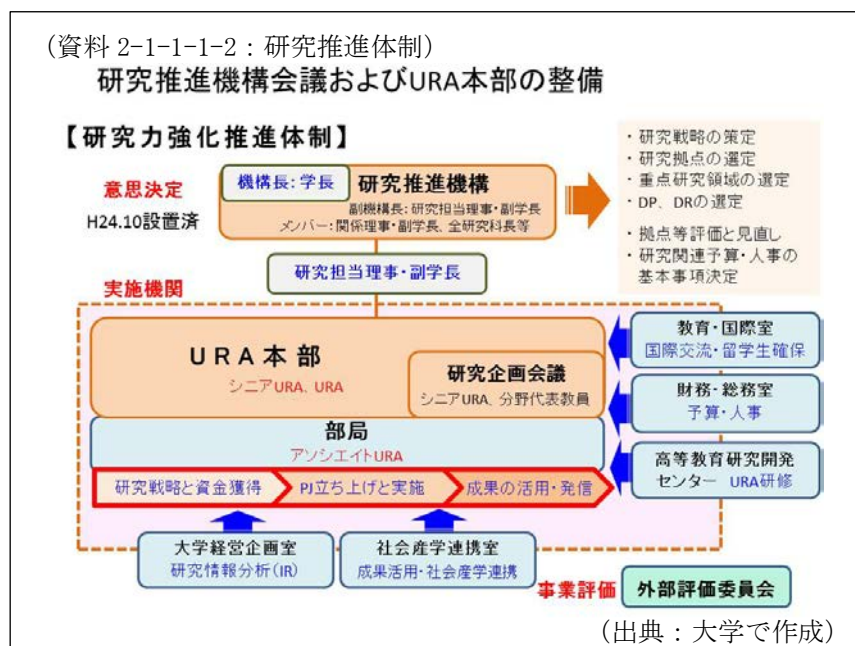 (資料 2-1-1-1-2：研究推進体制)
研究推進機構会議およびURA本部の整備
【研究力強化推進体制】
意思決定
H24.10設置済
機構長：学長
研究推進機構
副機構長：研究担当理事・副学長
メンバー：関係理事・副学長、全研究科長等
・研究戦略の策定
・研究拠点の選定
・重点研究領域の選定
・DP、DRの選定
・拠点等評価と見直し
・研究関連予算・人事の
基本事項決定
研究担当理事・副学長
実施機関
URA本部
シニアURA、URA
研究企画会議
シニアURA、分野代表教員
部局
アソシエイトURA
研究戦略と資金獲得
PJ立ち上げと実施
成果の活用・発信
教育・国際室
国際交流・留学生確保
財務・総務室
予算・人事
高等教育研究開発
センター URA研修
大学経営企画室
研究情報分析(IR)
社会産学連携室
成果活用・社会産学連携
事業評価
外部評価委員会
(出典：大学で作成)